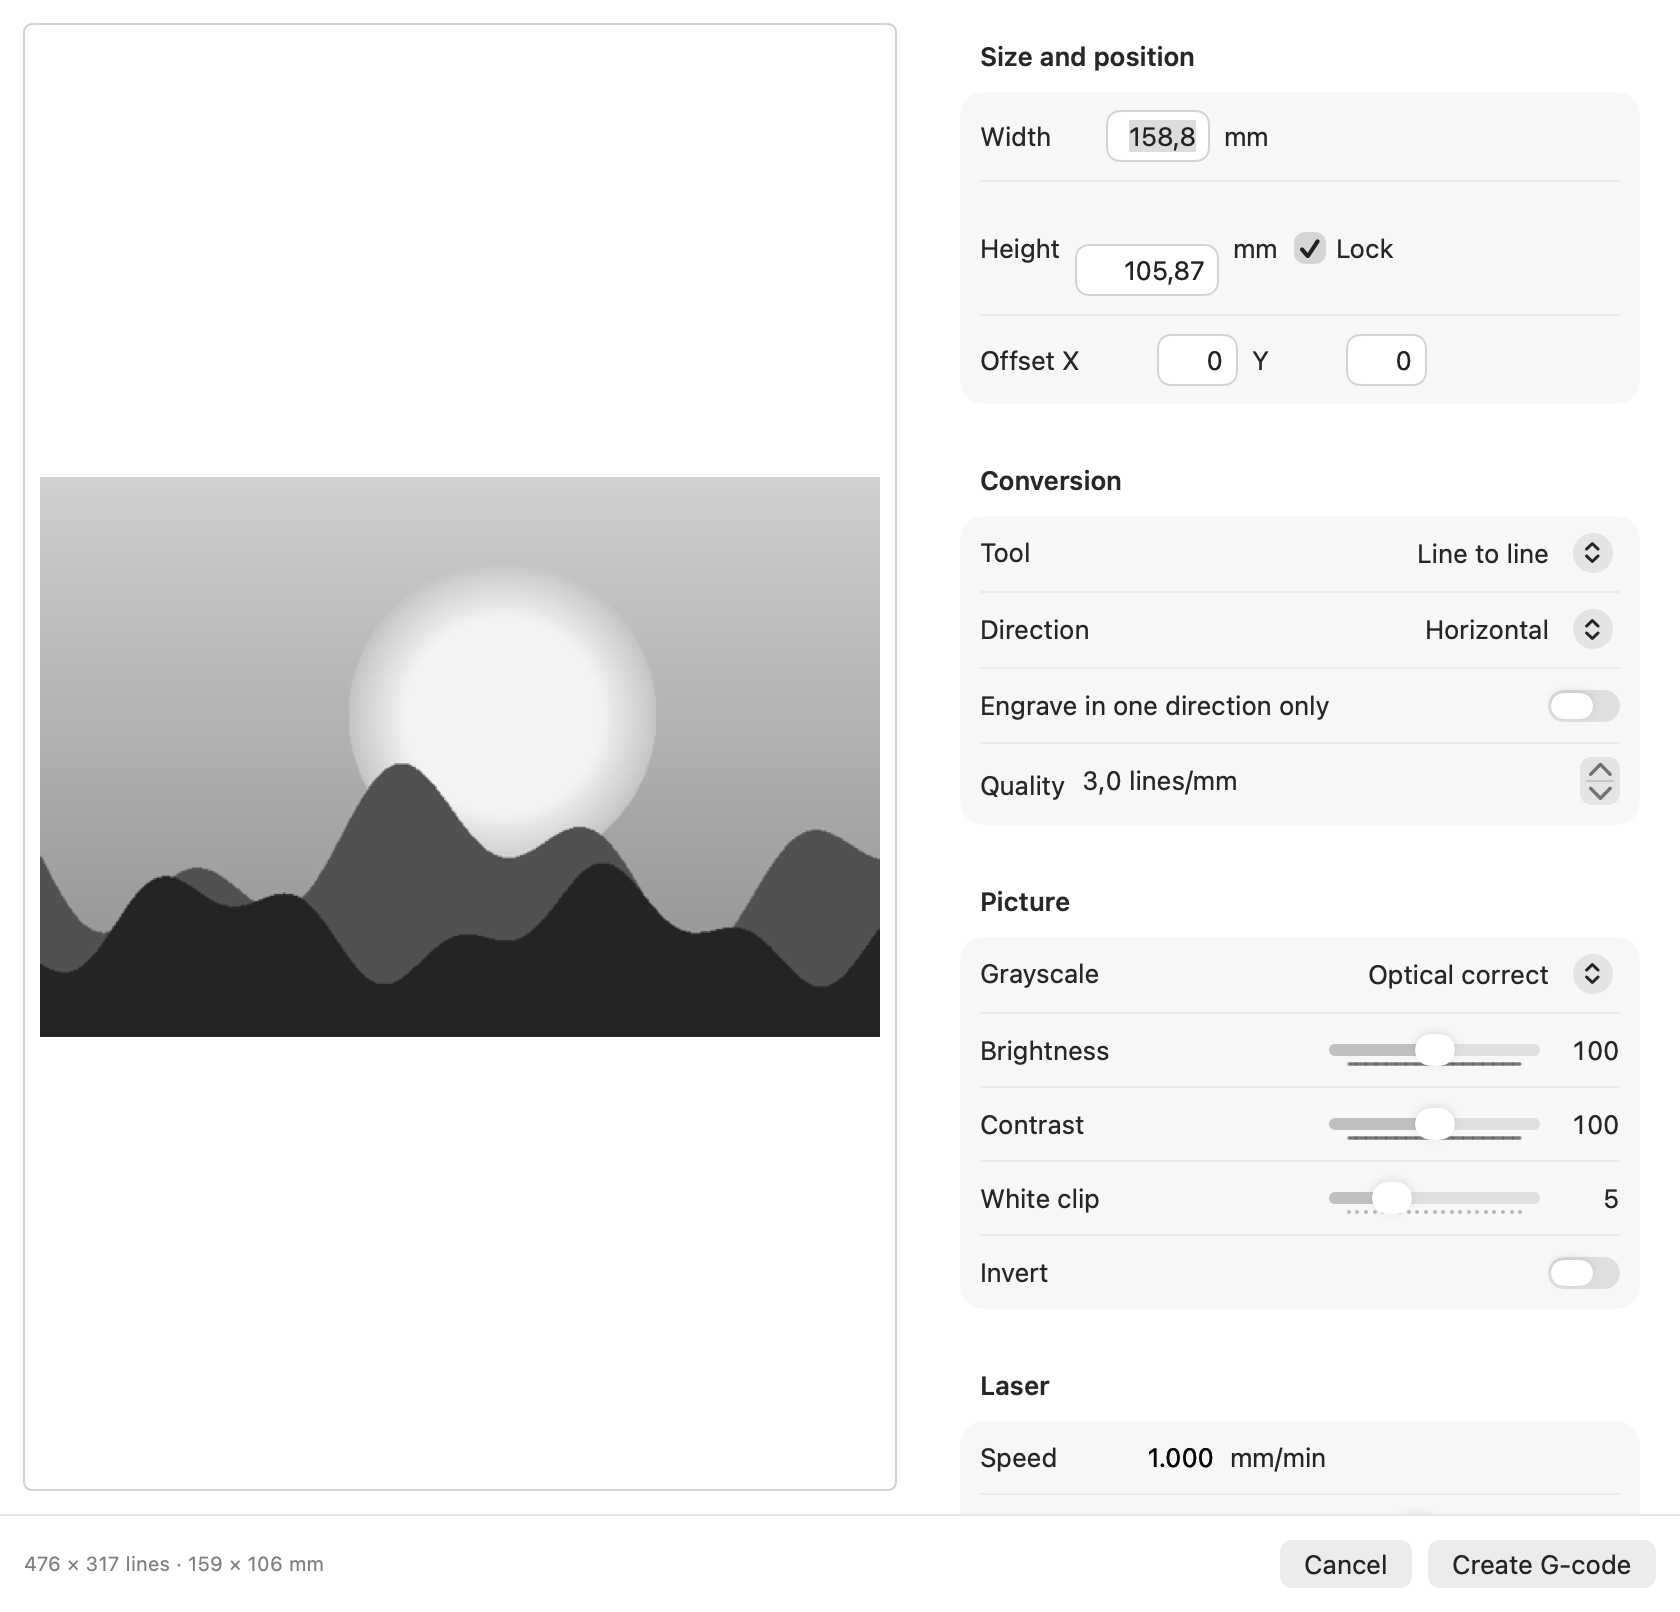 Size and position
Width 158,8 mm
Height 105,87 mm Lock
Offset X 0 Y 0
Conversion
Tool Line to line
Direction Horizontal
Engrave in one direction only
Quality 3,0 lines/mm
Picture
Grayscale Optical correct
Brightness 100
Contrast 100
White clip 5
Invert
Laser
Speed 1.000 mm/min
476 × 317 lines · 159 × 106 mm
Cancel Create G-code